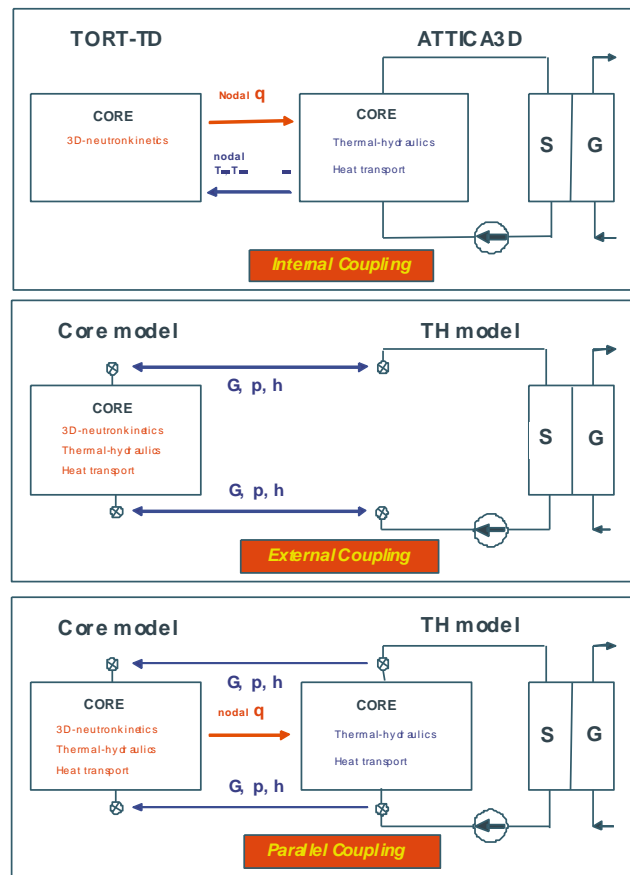 TORT-TD ATTICA3D
Nodal q
CORE
3D-neutronkinetics
CORE
Thermal-hydraulics
Heat transport
nodal
S G
Internal Coupling
Core model TH model
G, p, h
CORE
3D-neutronkinetics
Thermal-hydraulics
Heat transport
S G
G, p, h
External Coupling
Core model TH model
G, p, h
CORE
3D-neutronkinetics
Thermal-hydraulics
Heat transport
nodal q
CORE
Thermal-hydraulics
Heat transport
S G
G, p, h
Parallel Coupling